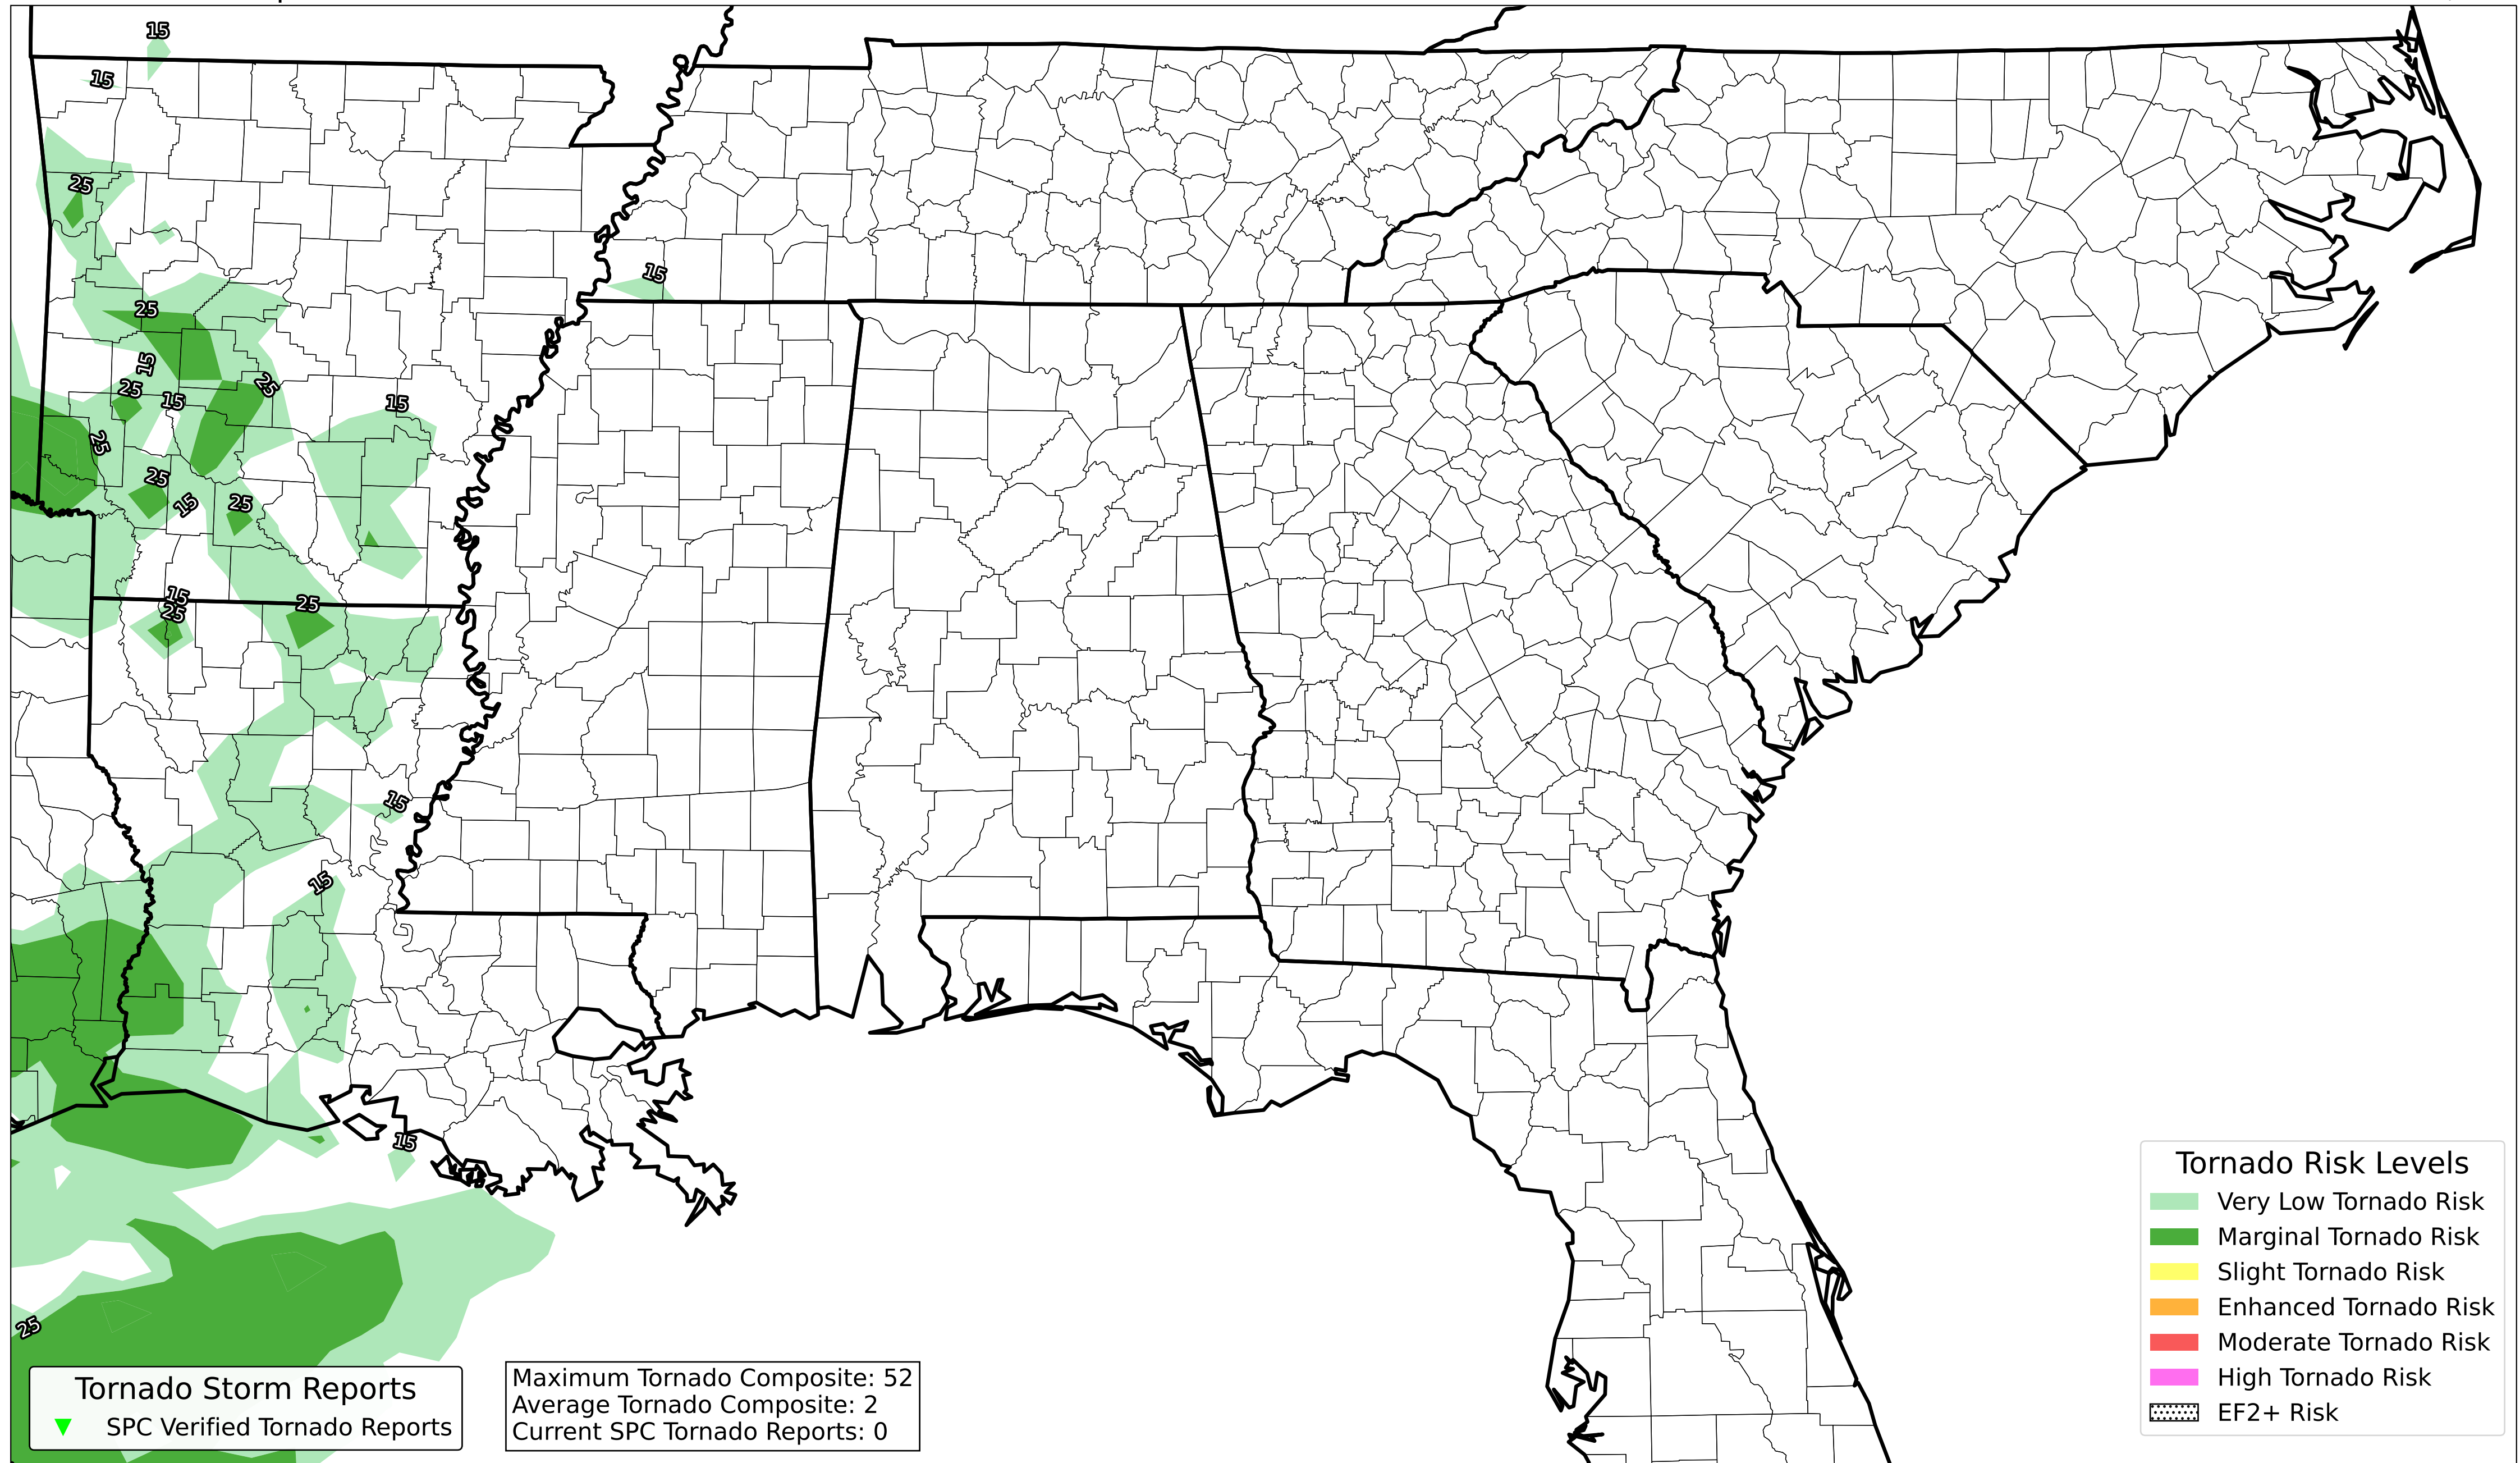 15
15
25
15
25
15
25
15
25
15
25
25
15
25
15
25
25
15
15
15
25
Tornado Storm Reports
SPC Verified Tornado Reports
Maximum Tornado Composite: 52
Average Tornado Composite: 2
Current SPC Tornado Reports: 0
Tornado Risk Levels
Very Low Tornado Risk
Marginal Tornado Risk
Slight Tornado Risk
Enhanced Tornado Risk
Moderate Tornado Risk
High Tornado Risk
EF2+ Risk